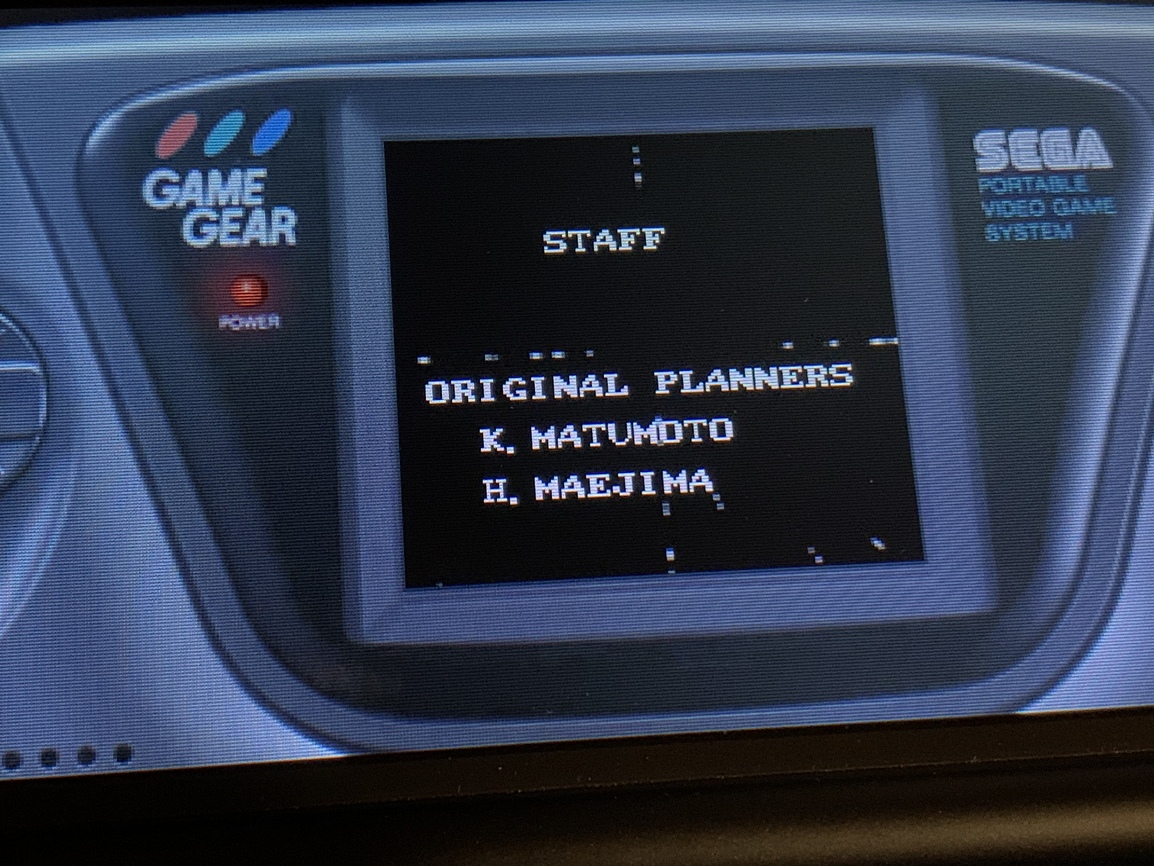 GAME
GEAR
POWER
SEGA
PORTABLE
VIDEO GAME
SYSTEM
STAFF
ORIGINAL PLANNERS
K. MATUMOTO
H. MAEJIMA